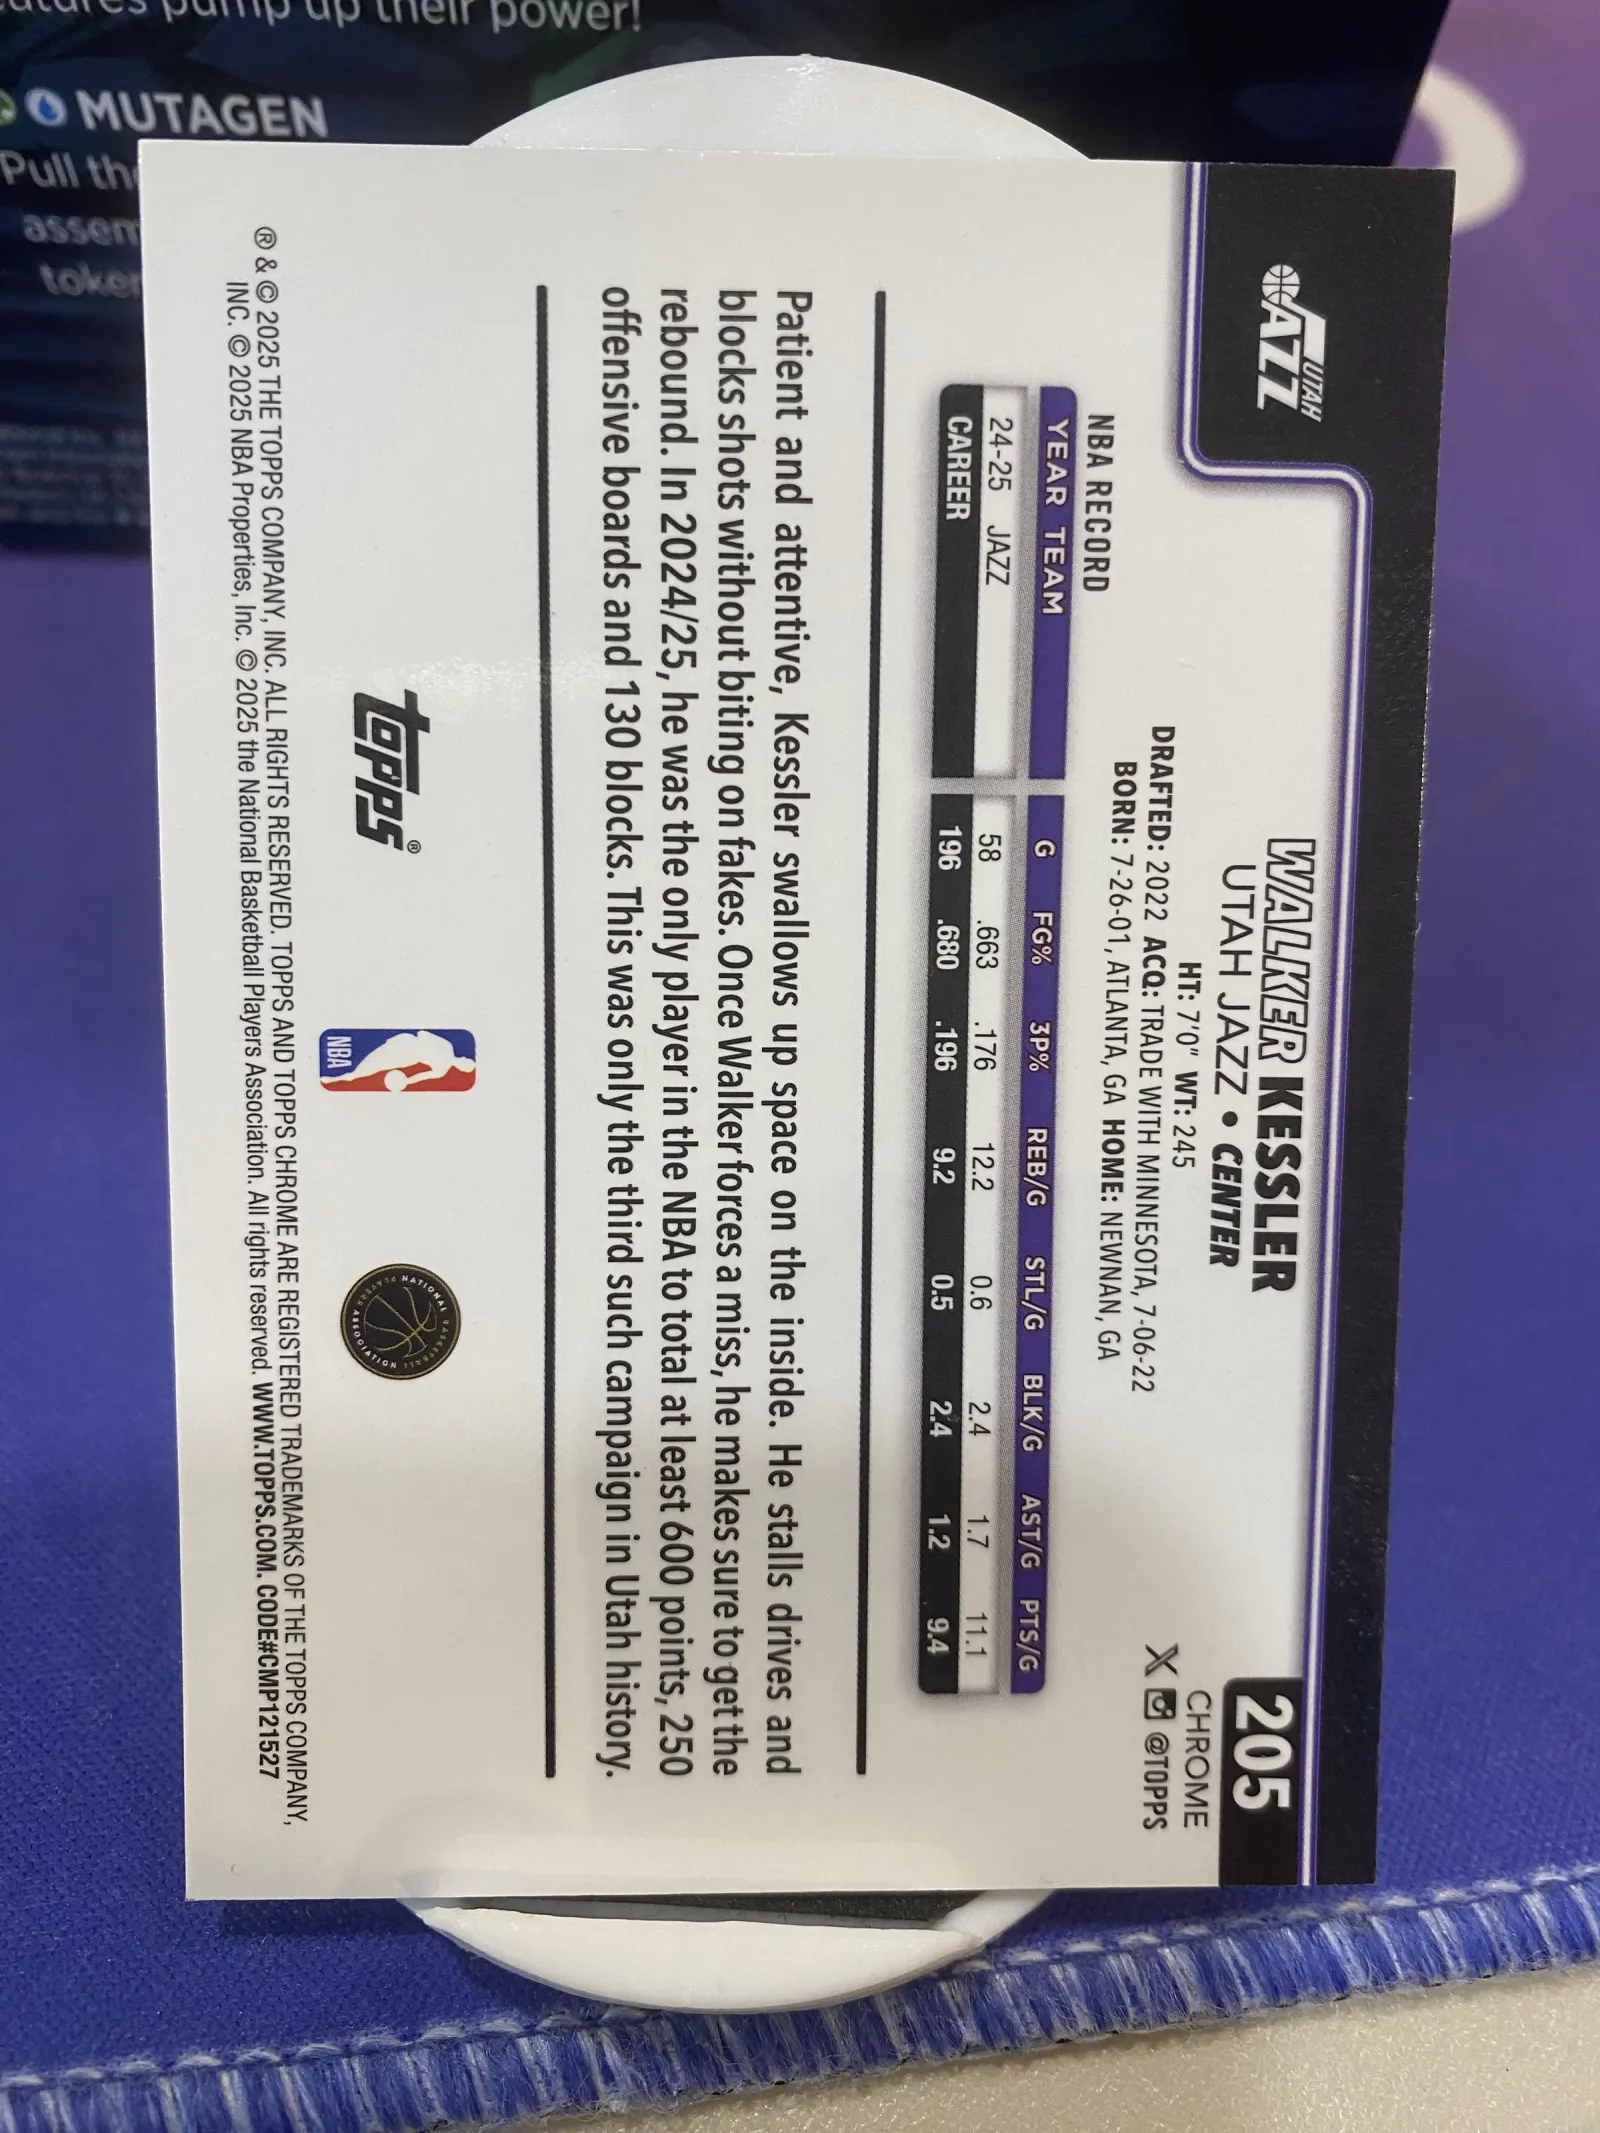 atures pump up their power!
MUTAGEN
Pull the
assem
token
UTAH
JAZZ
205
CHROME
@TOPPS
WALKER KESSLER
UTAH JAZZ • CENTER
HT: 7'0" WT: 245
DRAFTED: 2022 ACQ: TRADE WITH MINNESOTA, 7-06-22
BORN: 7-26-01, ATLANTA, GA HOME: NEWNAN, GA
NBA RECORD
YEAR TEAM G FG% 3P% REB/G STL/G BLK/G AST/G PTS/G
24-25 JAZZ 58 .663 .176 12.2 0.6 2.4 1.7 11.1
CAREER 196 .680 .196 9.2 0.5 2.4 1.2 9.4
Patient and attentive, Kessler swallows up space on the inside. He stalls drives and
blocks shots without biting on fakes. Once Walker forces a miss, he makes sure to get the
rebound. In 2024/25, he was the only player in the NBA to total at least 600 points, 250
offensive boards and 130 blocks. This was only the third such campaign in Utah history.
topps®
NBA
NATIONAL BASKETBALL PLAYERS ASSOCIATION
® & © 2025 THE TOPPS COMPANY, INC. ALL RIGHTS RESERVED. TOPPS AND TOPPS CHROME ARE REGISTERED TRADEMARKS OF THE TOPPS COMPANY,
INC. © 2025 NBA Properties, Inc. © 2025 the National Basketball Players Association. All rights reserved. WWW.TOPPS.COM. CODE#CMP121527